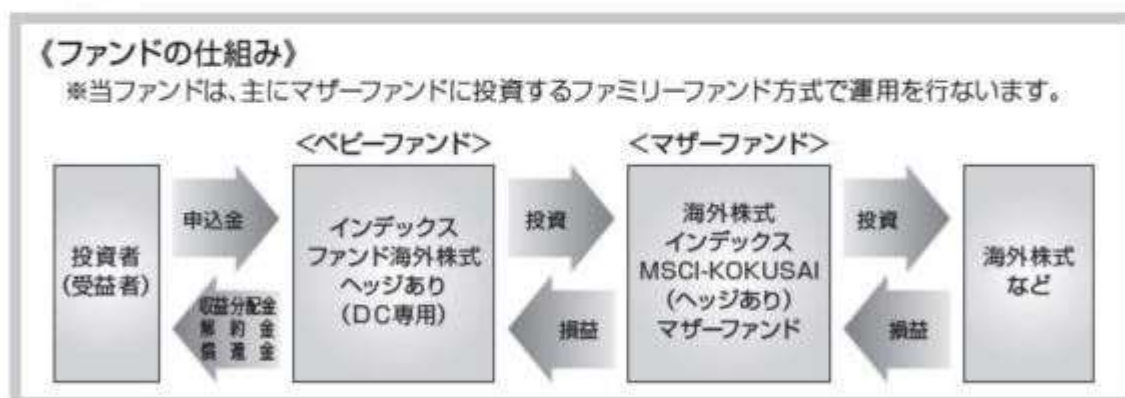 《ファンドの仕組み》
※当ファンドは、主にマザーファンドに投資するファミリーファンド方式で運用を行ないます。
＜ベビーファンド＞
＜マザーファンド＞
投資者
(受益者)
申込金
収益分配金
解約金
償還金
インデックス
ファンド海外株式
ヘッジあり
(DC専用)
投資
損益
海外株式
インデックス
MSCI-KOKUSAI
(ヘッジあり)
マザーファンド
投資
損益
海外株式
など